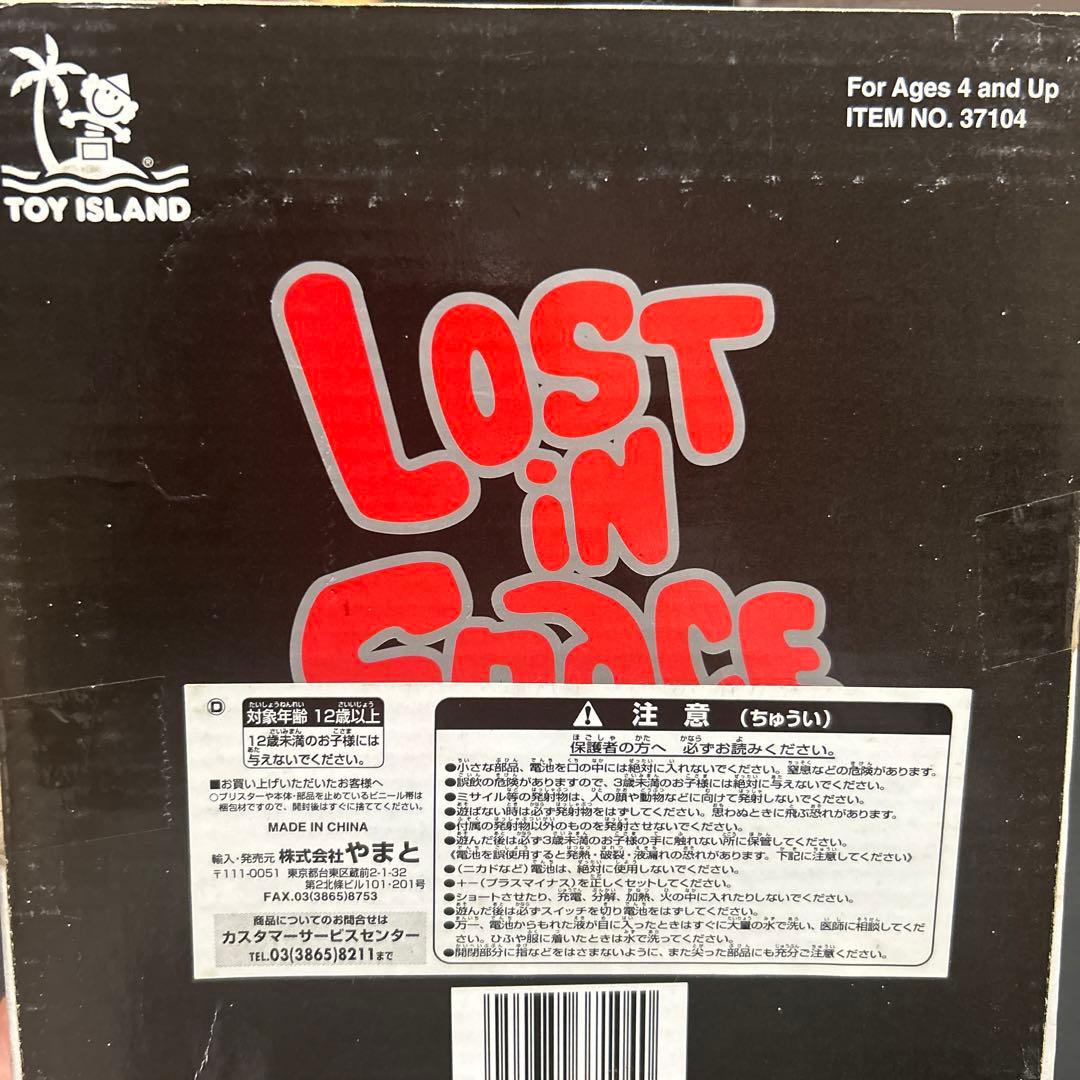 TOY ISLAND
®
For Ages 4 and Up
ITEM NO. 37104
LOST
iN
SPACE
Ⓓ
対象年齢 12歳以上
12歳未満のお子様には
与えないでください。
■お買い上げいただいたお客様へ
○ブリスターや本体・部品を止めているビニール帯は
梱包材ですので、開封後はすぐに捨ててください。
MADE IN CHINA
輸入・発売元 株式会社やまと
〒111-0051 東京都台東区蔵前2-1-32
第2北條ビル101・201号
FAX.03(3865)8753
商品についてのお問合せは
カスタマーサービスセンター
TEL.03(3865)8211まで
注 意 (ちゅうい)
保護者の方へ 必ずお読みください。
●小さな部品、電池を口の中には絶対に入れないでください。窒息などの危険があります。
●誤飲の危険がありますので、3歳未満のお子様には絶対に与えないでください。
●ミサイル等の発射物は、人の顔や動物などに向けて発射しないでください。
●遊ばない時は必ず発射物をはずしてください。思わぬときに飛ぶ恐れがあります。
●付属の発射物以外のものを発射させないでください。
●遊んだ後は必ず3歳未満のお子様の手に触れない所に保管してください。
《電池を誤使用すると発熱・破裂・液漏れの恐れがあります。下記に注意してください》
●(ニカドなど)電池は、絶対に使用しないでください。
●+-(プラスマイナス)を正しくセットしてください。
●ショートさせたり、充電、分解、加熱、火の中に入れたりしないでください。
●遊んだ後は必ずスイッチを切り電池をはずしてください。
●万一、電池からもれた液が目に入ったときはすぐに大量の水で洗い、医師に相談してくだ
さい。ひふや服に着いたときは水で洗ってください。
●開閉部分に指などをはさまないように、また尖った部品にも充分ご注意ください。